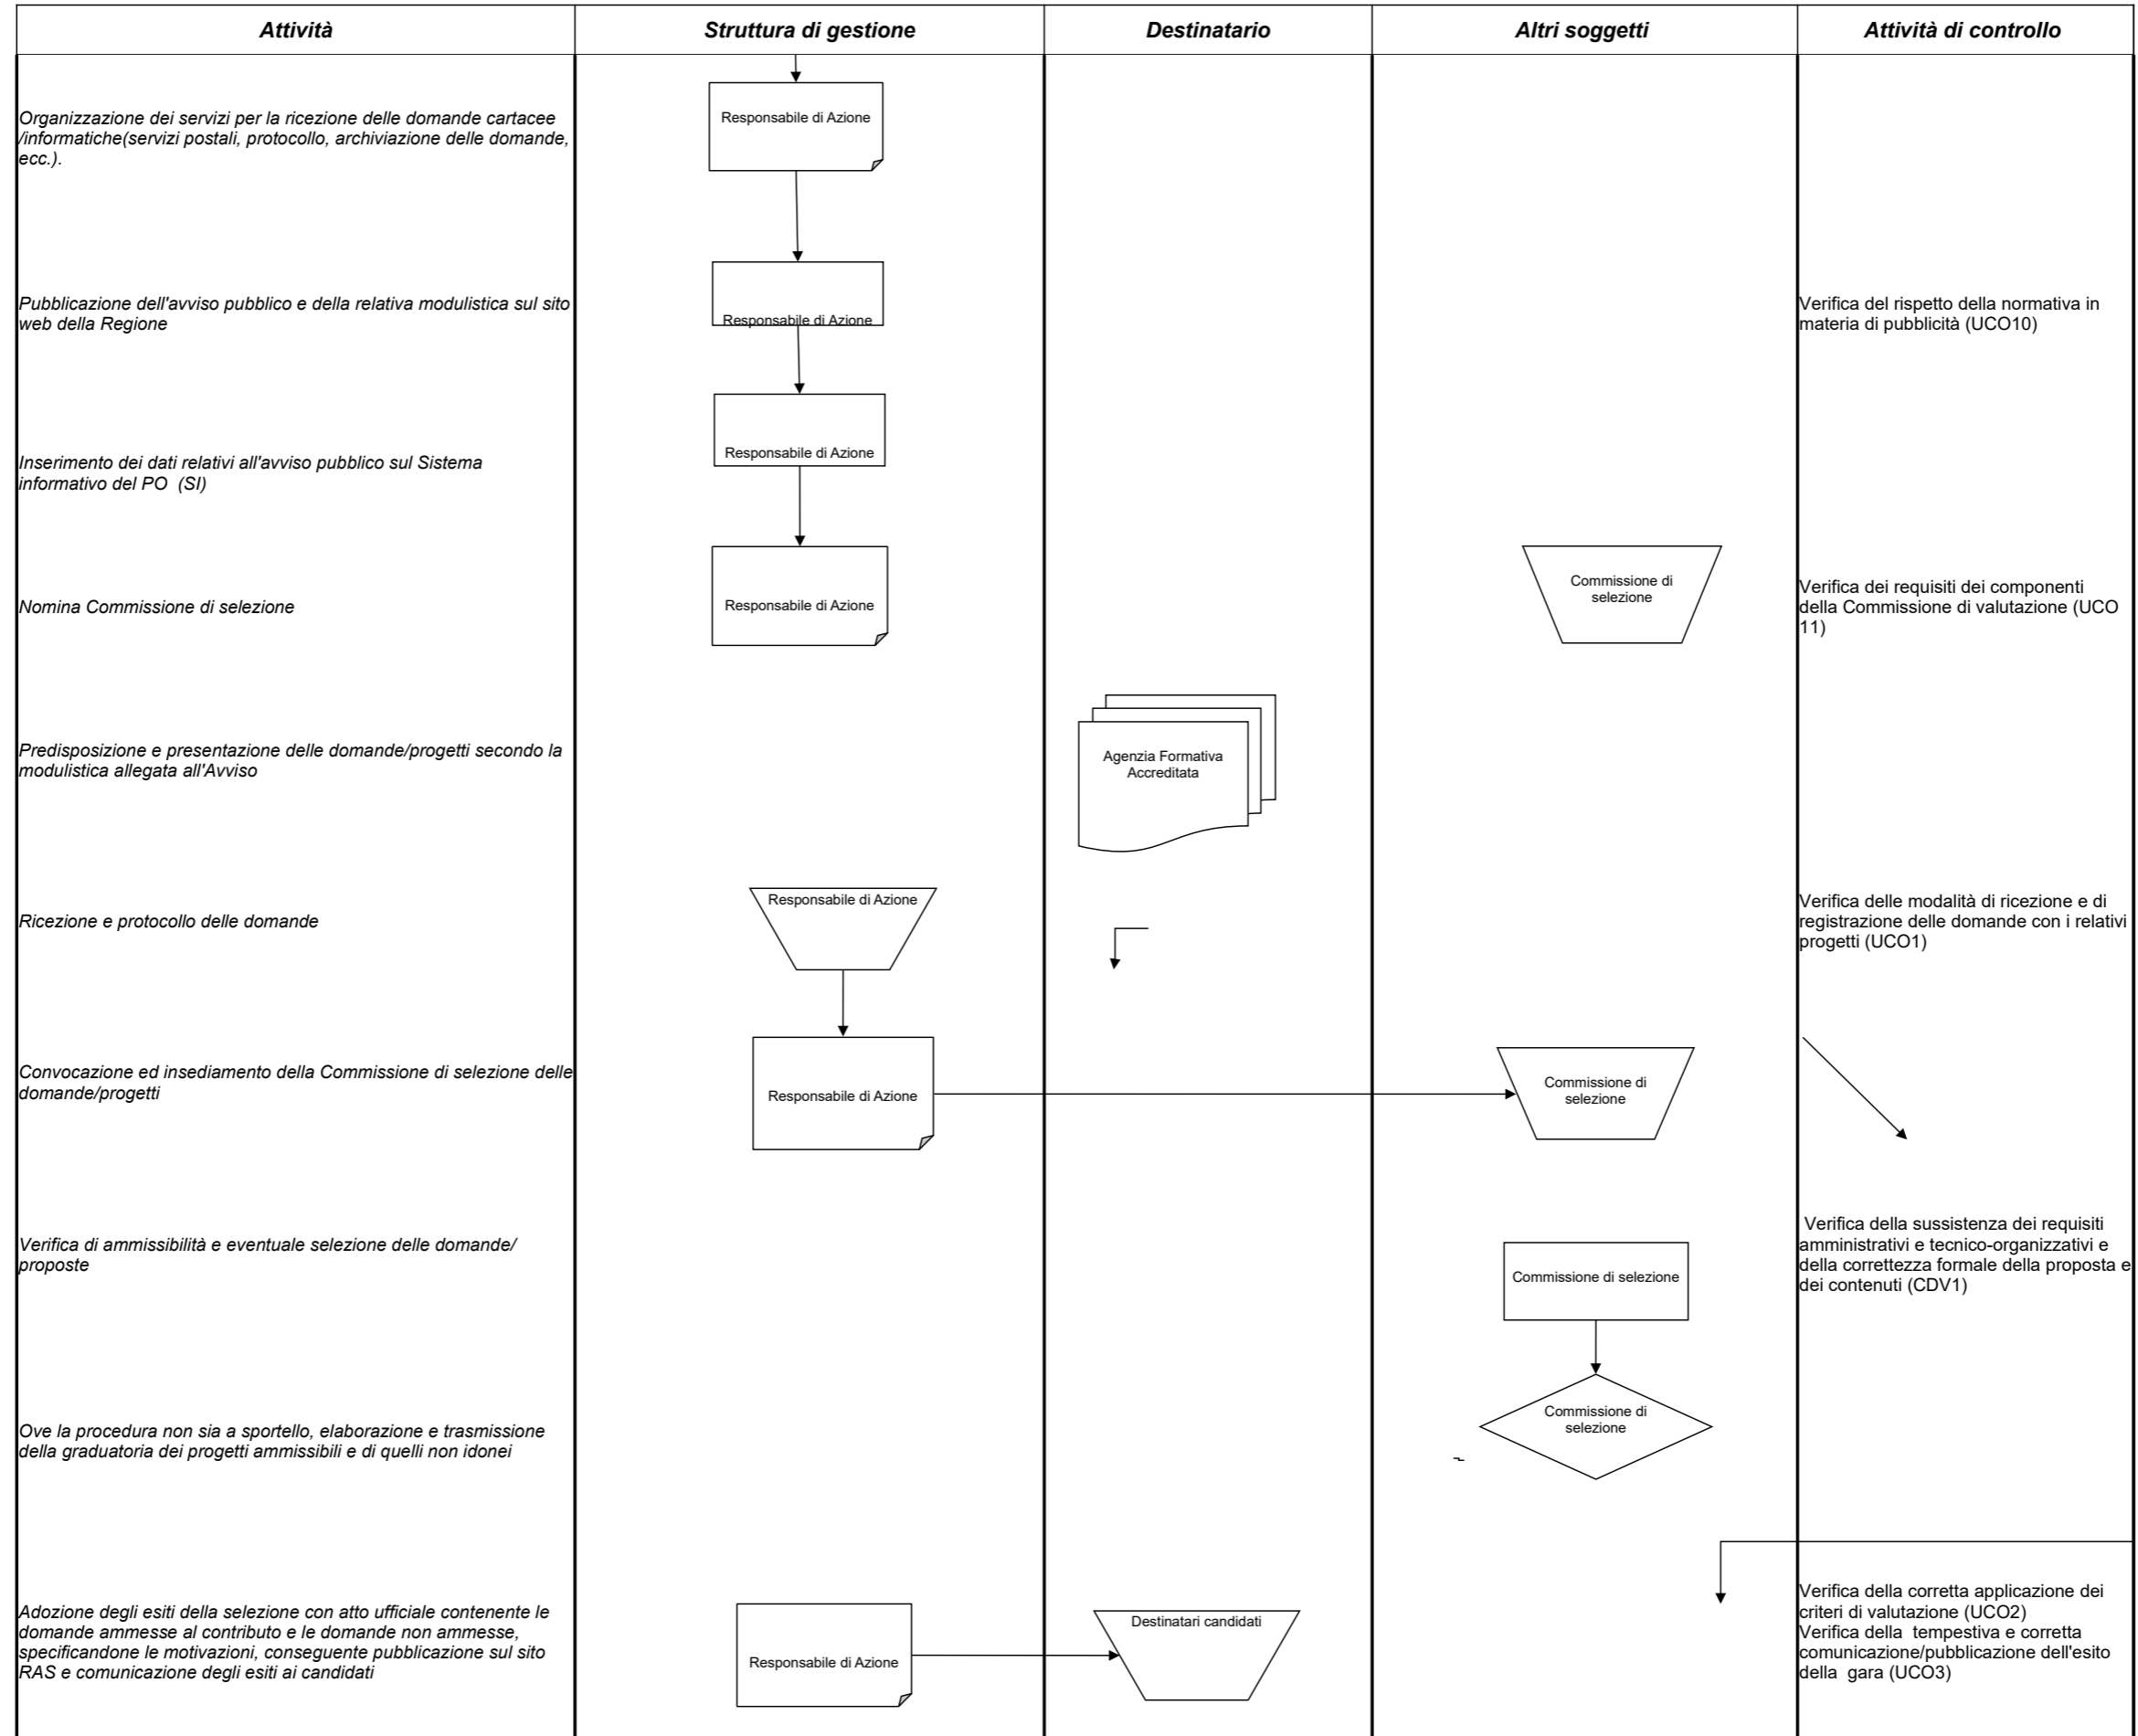 Attività
Struttura di gestione
Destinatario
Altri soggetti
Attività di controllo
Organizzazione dei servizi per la ricezione delle domande cartacee
/informatiche(servizi postali, protocollo, archiviazione delle domande,
ecc.).
Responsabile di Azione
Pubblicazione dell'avviso pubblico e della relativa modulistica sul sito
web della Regione
Responsabile di Azione
Verifica del rispetto della normativa in
materia di pubblicità (UCO10)
Inserimento dei dati relativi all'avviso pubblico sul Sistema
informativo del PO (SI)
Responsabile di Azione
Nomina Commissione di selezione
Responsabile di Azione
Commissione di
selezione
Verifica dei requisiti dei componenti
della Commissione di valutazione (UCO
11)
Predisposizione e presentazione delle domande/progetti secondo la
modulistica allegata all'Avviso
Agenzia Formativa
Accreditata
Ricezione e protocollo delle domande
Responsabile di Azione
Verifica delle modalità di ricezione e di
registrazione delle domande con i relativi
progetti (UCO1)
Convocazione ed insediamento della Commissione di selezione delle
domande/progetti
Responsabile di Azione
Commissione di
selezione
Verifica di ammissibilità e eventuale selezione delle domande/
proposte
Commissione di selezione
Verifica della sussistenza dei requisiti
amministrativi e tecnico-organizzativi e
della correttezza formale della proposta e
dei contenuti (CDV1)
Ove la procedura non sia a sportello, elaborazione e trasmissione
della graduatoria dei progetti ammissibili e di quelli non idonei
Commissione di
selezione
Adozione degli esiti della selezione con atto ufficiale contenente le
domande ammesse al contributo e le domande non ammesse,
specificandone le motivazioni, conseguente pubblicazione sul sito
RAS e comunicazione degli esiti ai candidati
Responsabile di Azione
Destinatari candidati
Verifica della corretta applicazione dei
criteri di valutazione (UCO2)
Verifica della tempestiva e corretta
comunicazione/pubblicazione dell'esito
della gara (UCO3)